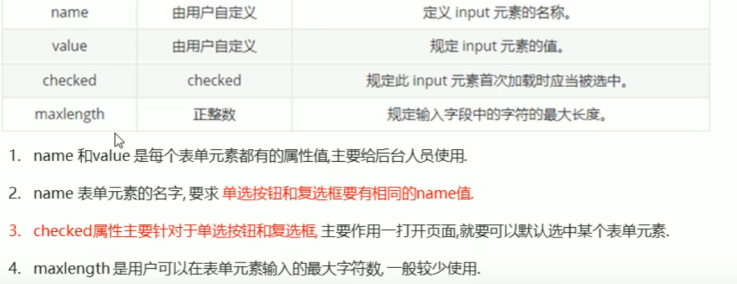 name 由用户自定义 定义 input 元素的名称。
value 由用户自定义 规定 input 元素的值。
checked checked 规定此 input 元素首次加载时应当被选中。
maxlength 正整数 规定输入字段中的字符的最大长度。
1. name 和value 是每个表单元素都有的属性值,主要给后台人员使用.
2. name 表单元素的名字, 要求 单选按钮和复选框要有相同的name值.
3. checked属性主要针对于单选按钮和复选框, 主要作用一打开页面,就要可以默认选中某个表单元素.
4. maxlength 是用户可以在表单元素输入的最大字符数, 一般较少使用.